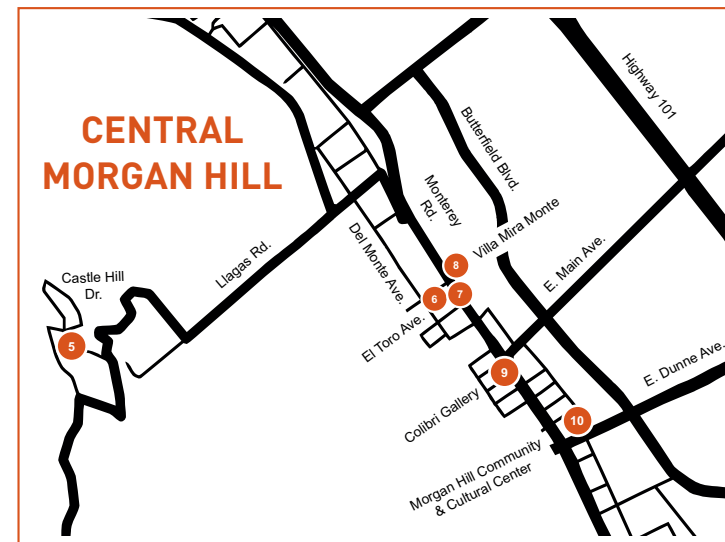 CENTRAL
MORGAN HILL
Highway 101
Butterfield Blvd.
Monterey
Rd.
Villa Mira Monte
8
Del Monte Ave.
6
7
E. Main Ave.
Llagas Rd.
Castle Hill
Dr.
5
El Toro Ave.
9
E. Dunne Ave.
Colibri Gallery
10
Morgan Hill Community
& Cultural Center